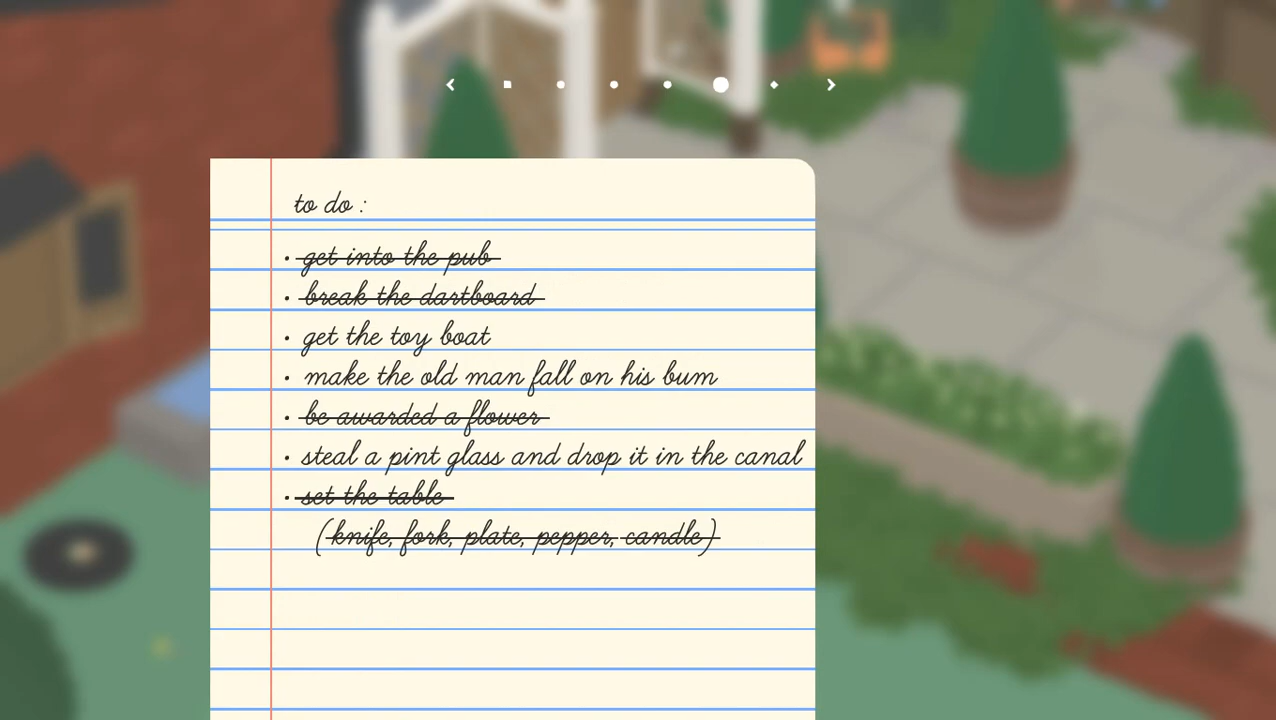 to do :
• get into the pub
• break the dartboard
• get the toy boat
• make the old man fall on his bum
• be awarded a flower
• steal a pint glass and drop it in the canal
• set the table
(knife, fork, plate, pepper, candle)